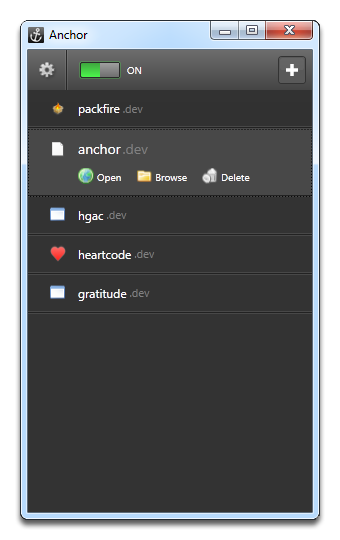 Anchor
ON
packfire.dev
anchor.dev
Open Browse Delete
hgac.dev
heartcode.dev
gratitude.dev